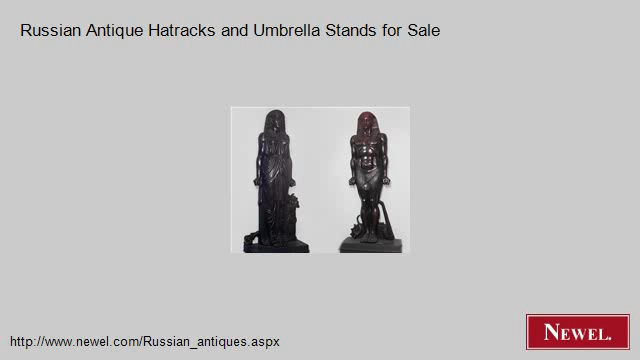 Russian Antique Hatracks and Umbrella Stands for Sale
http://www.newel.com/Russian_antiques.aspx
NEWEL.